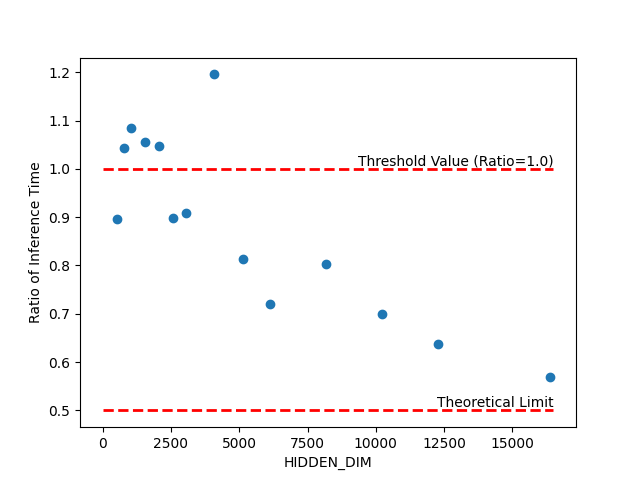 1.2
1.1
Threshold Value (Ratio=1.0)
1.0
0.9
0.8
0.7
0.6
Theoretical Limit
0.5
Ratio of Inference Time
0 2500 5000 7500 10000 12500 15000
HIDDEN_DIM